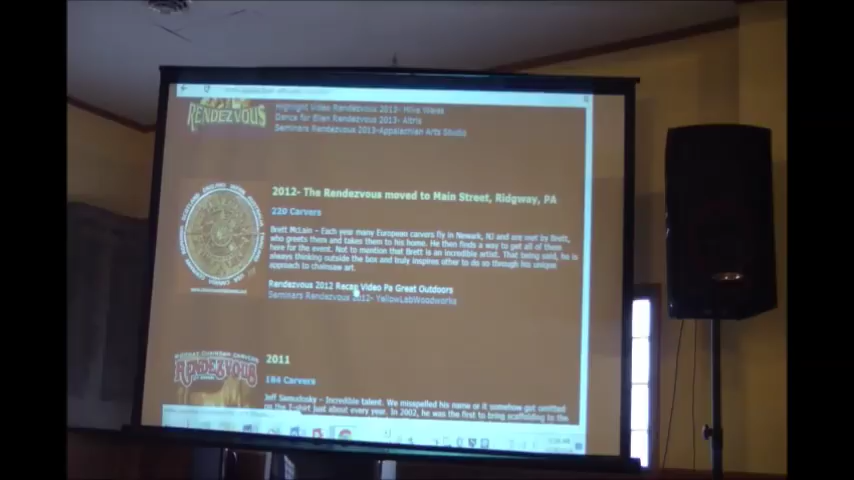 RENDEZVOUS
Highlight Video Rendezvous 2013- Mike Wares
Dance for Ellen Rendezvous 2013- Altris
Seminars Rendezvous 2013-Appalachian Arts Studio
2012- The Rendezvous moved to Main Street, Ridgway, PA
220 Carvers
Brett McLain - Each year many European carvers fly in Newark, NJ and are met by Brett,
who greets them and takes them to his home. He then finds a way to get all of them
here for the event. Not to mention that Brett is an incredible artist. That being said, he is
always thinking outside the box and truly inspires other to do so through his unique
approach to chainsaw art.
Rendezvous 2012 Recap Video Pa Great Outdoors
Seminars Rendezvous 2012- YellowLabWoodworks
RENDEZVOUS
2011
184 Carvers
Jeff Samudosky - Incredible talent. We misspelled his name or it somehow got omitted
on the T-shirt just about every year. In 2002, he was the first to bring scaffolding to the